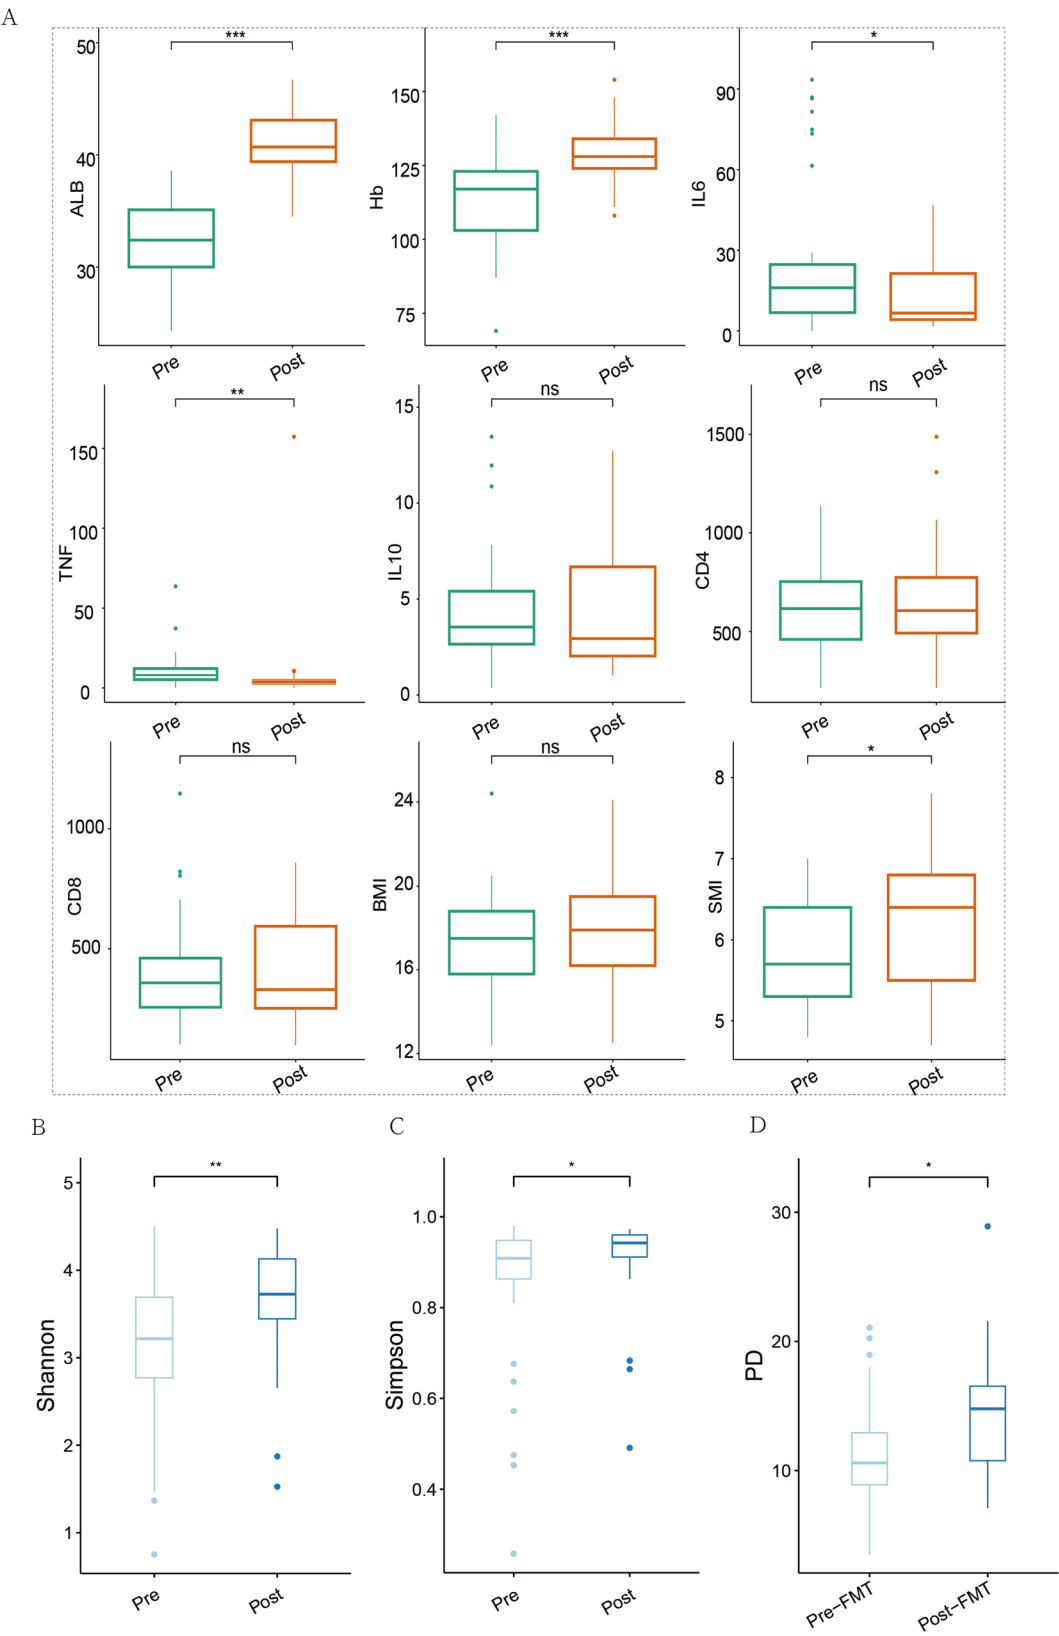 A
***
***
*
50
40
30
ALB
Pre
Post
150
125
100
75
Hb
Pre
Post
90
60
30
0
IL6
Pre
Post
**
ns
ns
150
100
50
0
TNF
Pre
Post
15
10
5
0
IL10
Pre
Post
1500
1000
500
CD4
Pre
Post
ns
ns
*
1000
500
CD8
Pre
Post
24
20
16
12
BMI
Pre
Post
8
7
6
5
SMI
Pre
Post
B
C
D
**
*
*
5
4
3
2
1
Shannon
Pre
Post
1.0
0.8
0.6
0.4
Simpson
Pre
Post
30
20
10
PD
Pre−FMT
Post−FMT